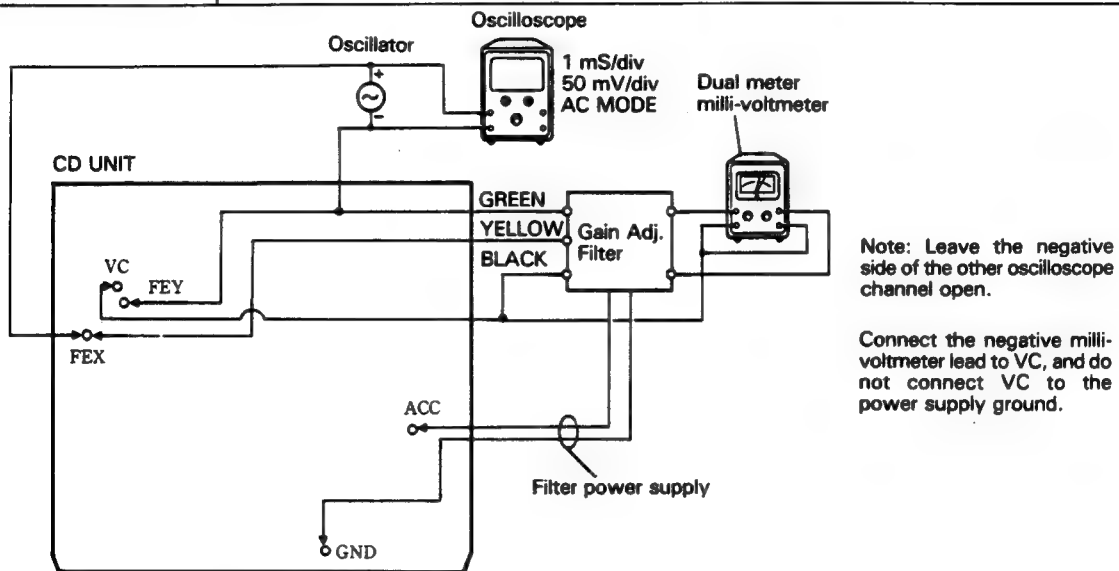 Oscilloscope
Oscillator
1 mS/div
50 mV/div
AC MODE
Dual meter
milli-voltmeter
+
−
CD UNIT
GREEN
YELLOW
BLACK
Gain Adj.
Filter
VC
FEY
FEX
ACC
GND
Filter power supply
Note: Leave the negative
side of the other oscilloscope
channel open.
Connect the negative milli-
voltmeter lead to VC, and do
not connect VC to the
power supply ground.